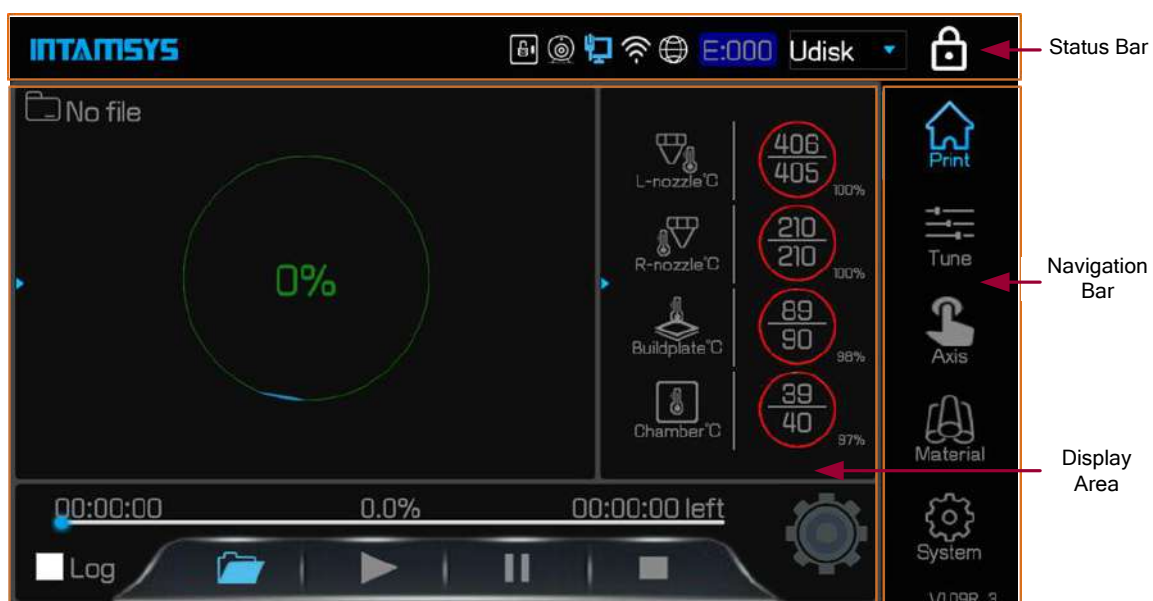 INTAMSYS
E:000
Udisk
Status Bar
No file
406
405
L-nozzle°C
100%
210
210
R-nozzle°C
100%
89
90
Buildplate°C
98%
39
40
Chamber°C
97%
0%
Print
Tune
Axis
Material
System
Navigation
Bar
Display
Area
00:00:00
0.0%
00:00:00 left
Log